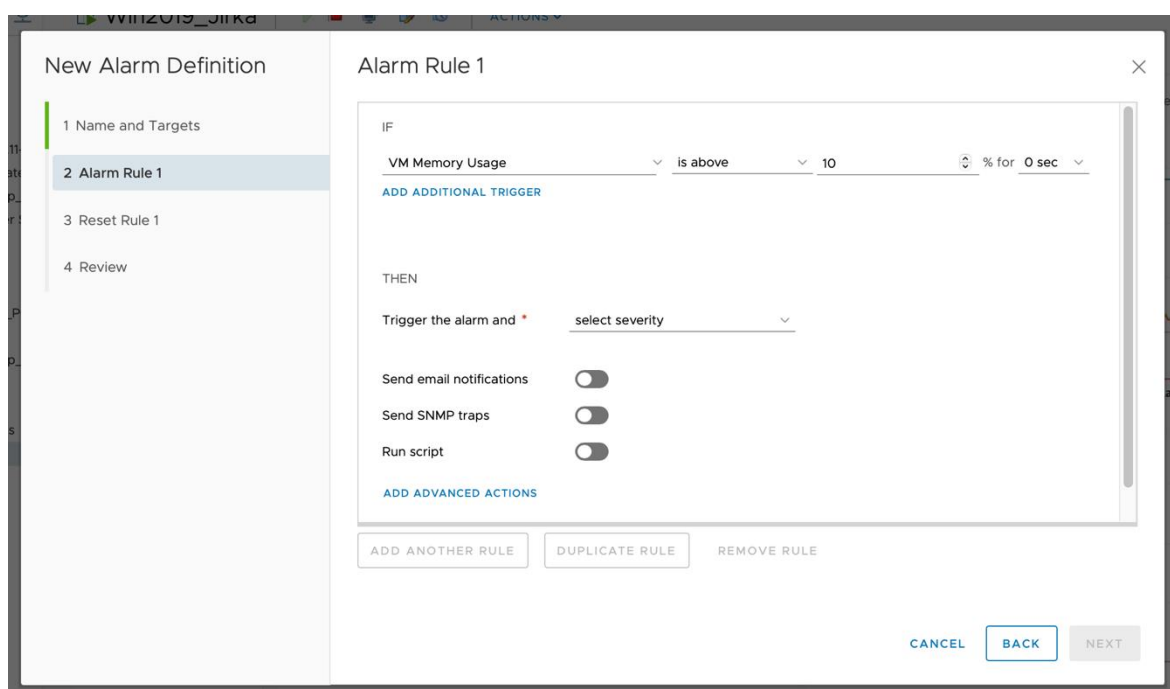 Win2019_Jirka
ACTIONS
New Alarm Definition
1 Name and Targets
2 Alarm Rule 1
3 Reset Rule 1
4 Review
Alarm Rule 1
IF
VM Memory Usage is above 10 % for 0 sec
ADD ADDITIONAL TRIGGER
THEN
Trigger the alarm and * select severity
Send email notifications
Send SNMP traps
Run script
ADD ADVANCED ACTIONS
ADD ANOTHER RULE DUPLICATE RULE REMOVE RULE
CANCEL BACK NEXT